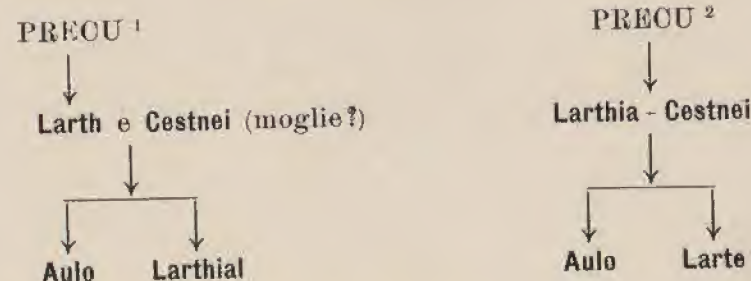 PRECU ¹
Larth e Cestnei (moglie?)
Aulo Larthial
PRECU ²
Larthia - Cestnei
Aulo Larte